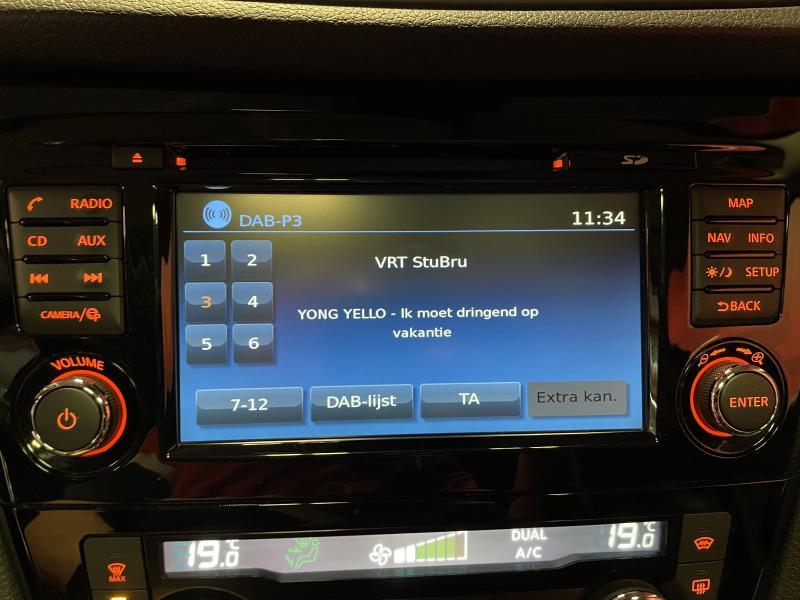 SD
RADIO
CD AUX
CAMERA/
VOLUME
DAB-P3 11:34
1 2
3 4
5 6
VRT StuBru
YONG YELLO - Ik moet dringend op
vakantie
7-12 DAB-lijst TA Extra kan.
MAP
NAV INFO
SETUP
BACK
ENTER
MAX
19.0°C
DUAL
A/C
19.0°C